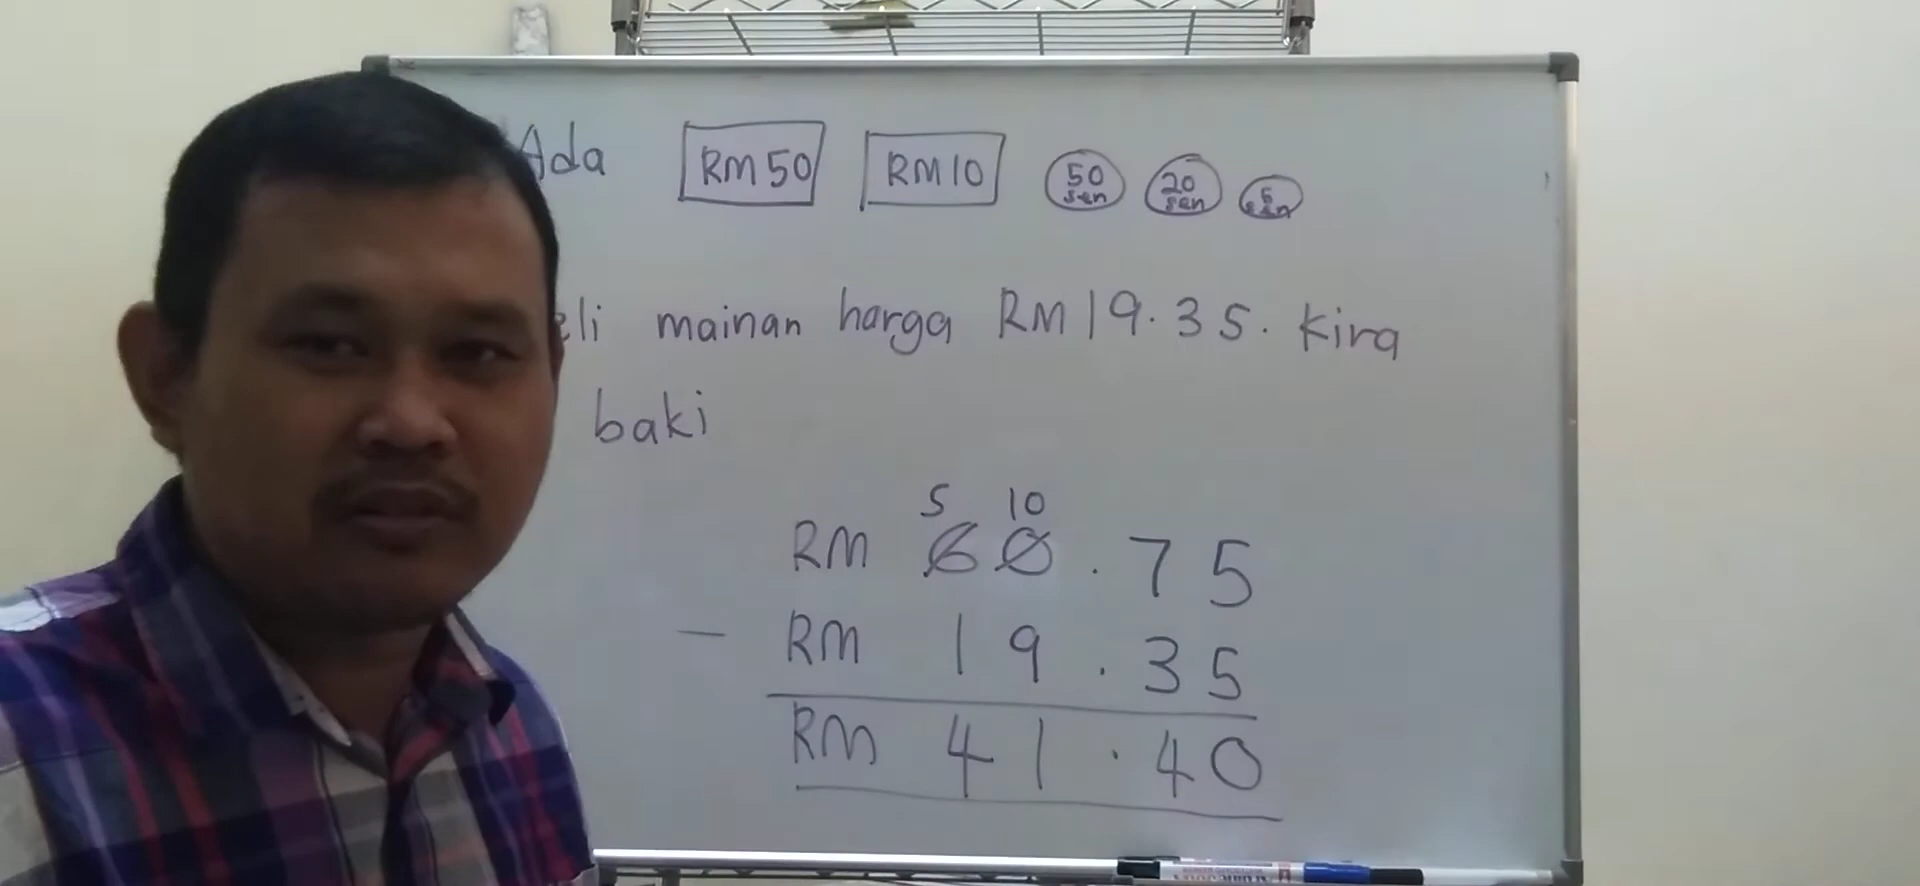 Ada RM50 RM10 50 sen 20 sen 5 sen
eli mainan harga RM19.35. Kira
baki
5 10
RM 60.75
- RM 19.35
RM 41.40